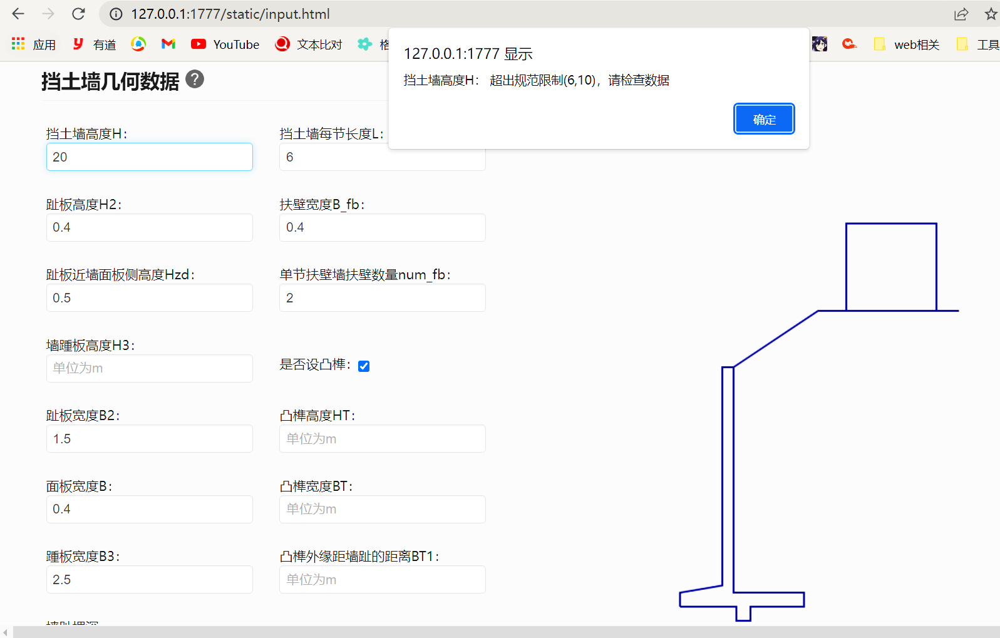 127.0.0.1:1777/static/input.html
应用 有道 YouTube 文本比对 web相关 工具
127.0.0.1:1777 显示
挡土墙高度H： 超出规范限制(6,10)，请检查数据
确定
挡土墙几何数据 ?
挡土墙高度H： 挡土墙每节长度L：
20 6
趾板高度H2： 扶壁宽度B_fb：
0.4 0.4
趾板近墙面板侧高度Hzd： 单节扶壁墙扶壁数量num_fb：
0.5 2
墙踵板高度H3：
单位为m 是否设凸榫：
趾板宽度B2： 凸榫高度HT：
1.5 单位为m
面板宽度B： 凸榫宽度BT：
0.4 单位为m
踵板宽度B3： 凸榫外缘距墙趾的距离BT1：
2.5 单位为m